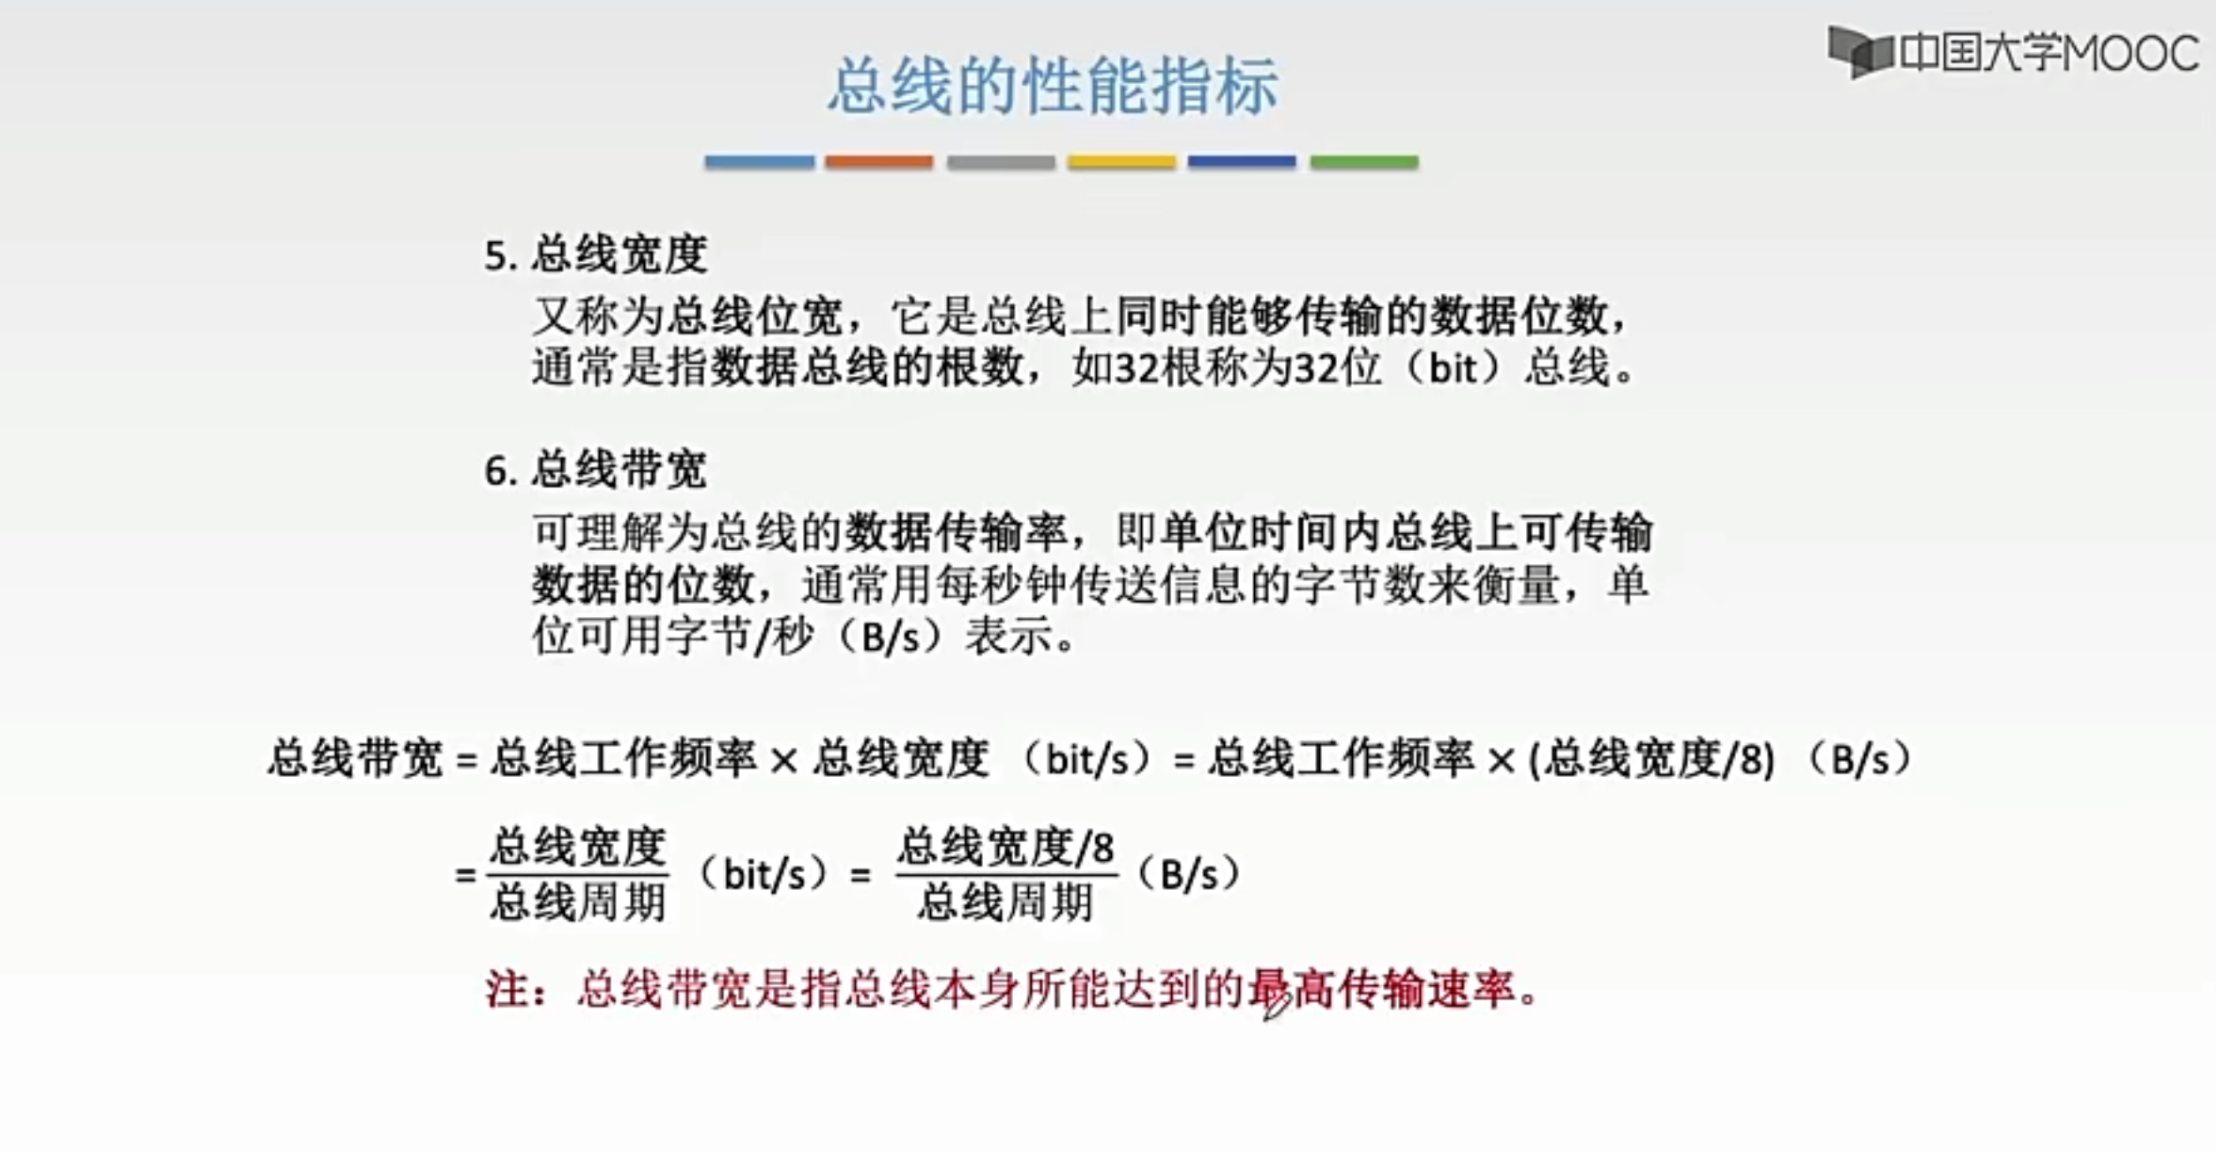 中国大学MOOC
总线的性能指标
5. 总线宽度
又称为总线位宽，它是总线上同时能够传输的数据位数，
通常是指数据总线的根数，如32根称为32位（bit）总线。
6. 总线带宽
可理解为总线的数据传输率，即单位时间内总线上可传输
数据的位数，通常用每秒钟传送信息的字节数来衡量，单
位可用字节/秒（B/s）表示。
总线带宽 = 总线工作频率 × 总线宽度 （bit/s）= 总线工作频率 × (总线宽度/8) （B/s）
= 总线宽度/总线周期 （bit/s）= 总线宽度/8/总线周期 （B/s）
注：总线带宽是指总线本身所能达到的最高传输速率。